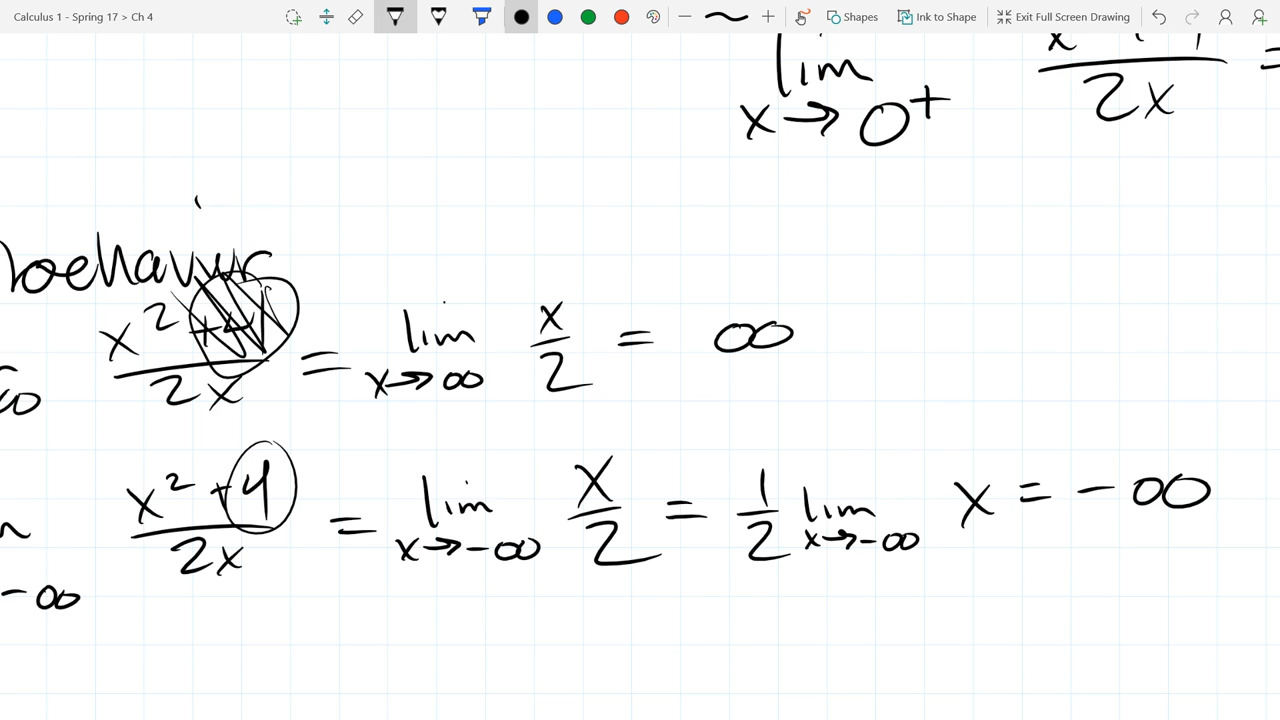 Calculus 1 - Spring 17 > Ch 4
Shapes
Ink to Shape
Exit Full Screen Drawing
lim x→0+ /2x =
behavior
∞ x² +4/2x = lim x→∞ x/2 = ∞
x² +4/2x = lim x→-∞ x/2 = 1/2 lim x→-∞ x = -∞
-∞